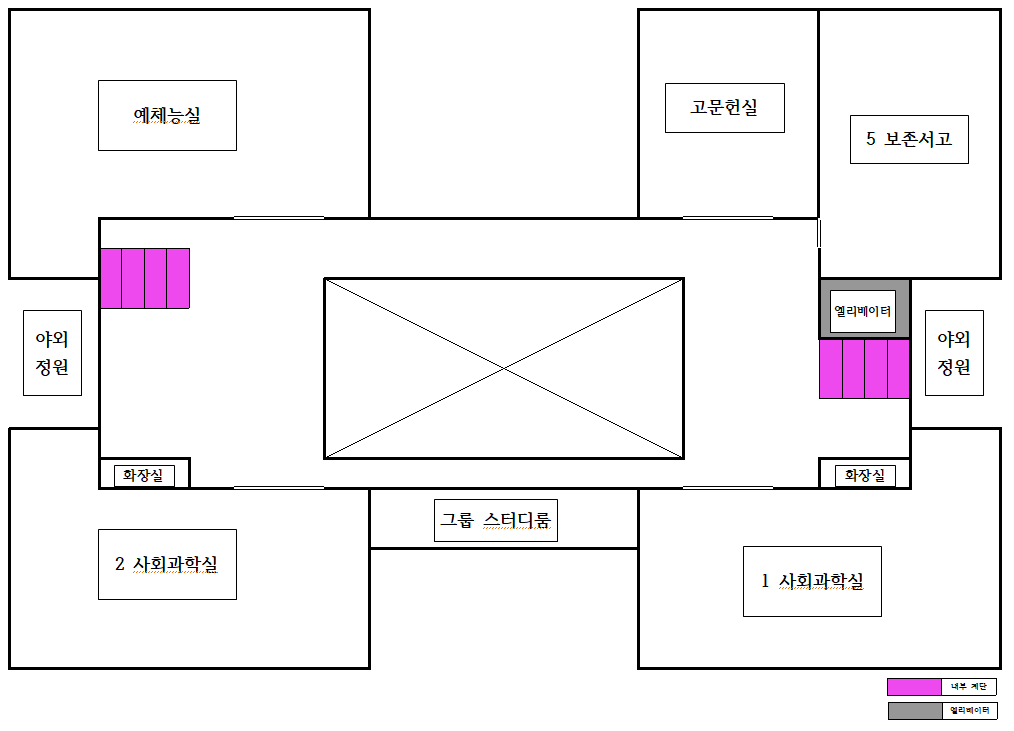 예체능실
고문헌실
5 보존서고
엘리베이터
야외
정원
야외
정원
화장실
화장실
그룹 스터디룸
2 사회과학실
1 사회과학실
내부 계단
엘리베이터